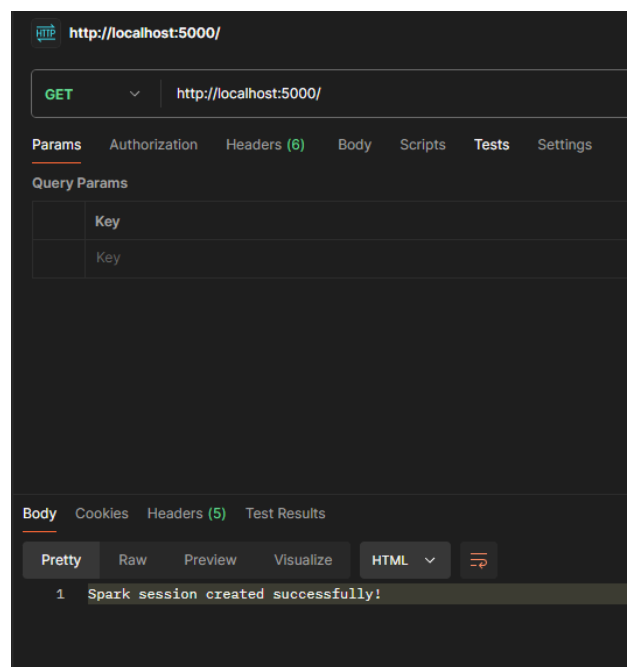 HTTP http://localhost:5000/
GET http://localhost:5000/
Params Authorization Headers (6) Body Scripts Tests Settings
Query Params
Key
Key
Body Cookies Headers (5) Test Results
Pretty Raw Preview Visualize HTML
1 Spark session created successfully!